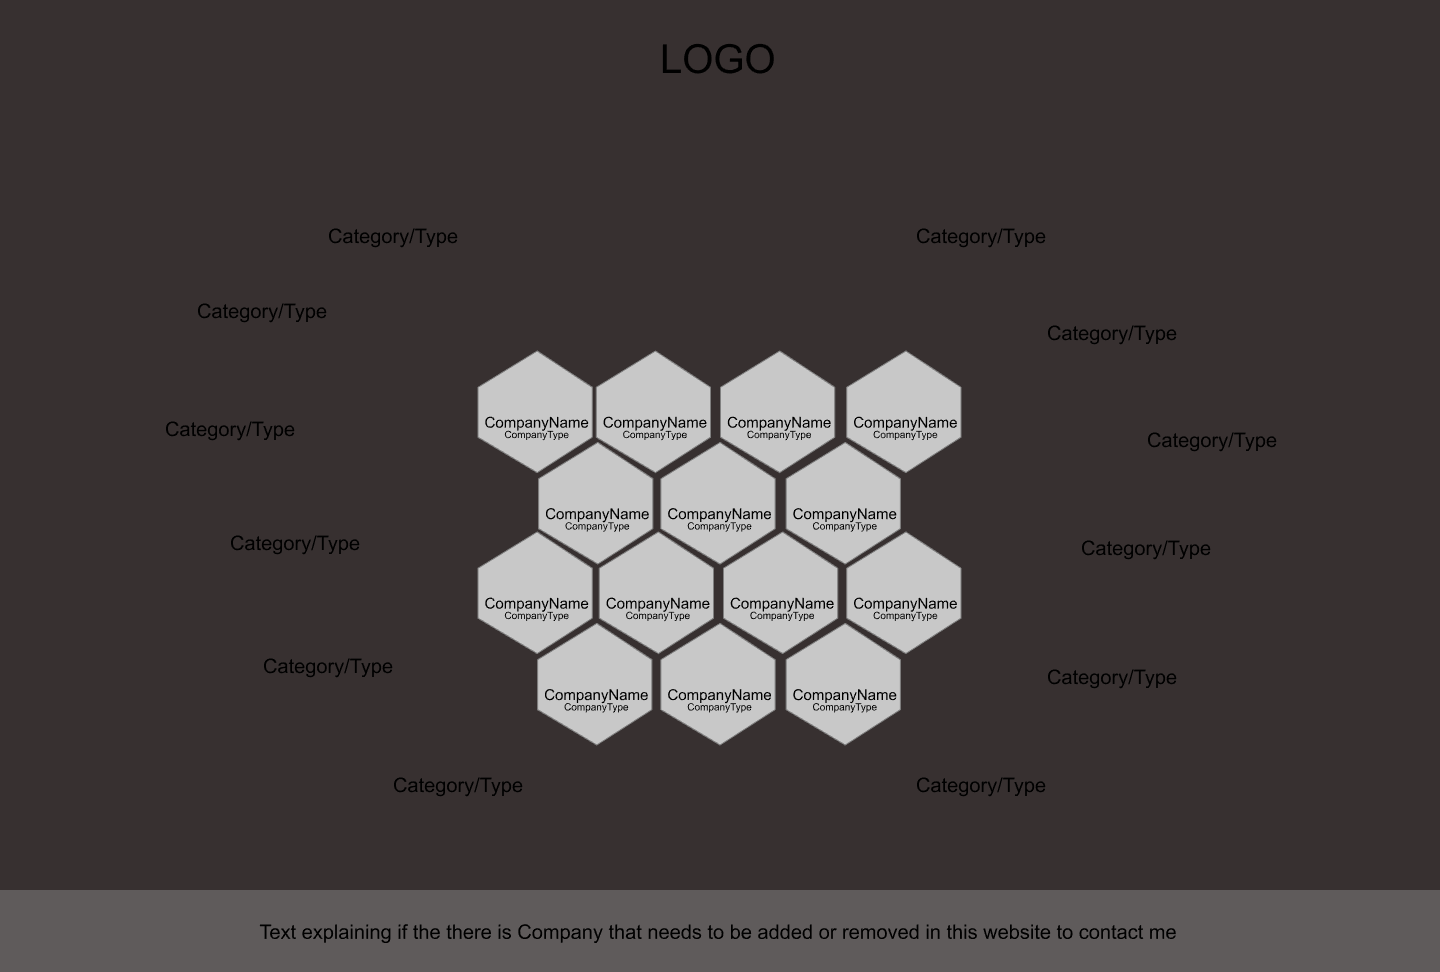 LOGO
Category/Type
Category/Type
Category/Type
Category/Type
Category/Type
Category/Type
CompanyName
CompanyType
CompanyName
CompanyType
CompanyName
CompanyType
CompanyName
CompanyType
Category/Type
Category/Type
CompanyName
CompanyType
CompanyName
CompanyType
CompanyName
CompanyType
Category/Type
Category/Type
CompanyName
CompanyType
CompanyName
CompanyType
CompanyName
CompanyType
CompanyName
CompanyType
CompanyName
CompanyType
CompanyName
CompanyType
CompanyName
CompanyType
Category/Type
Category/Type
Text explaining if the there is Company that needs to be added or removed in this website to contact me